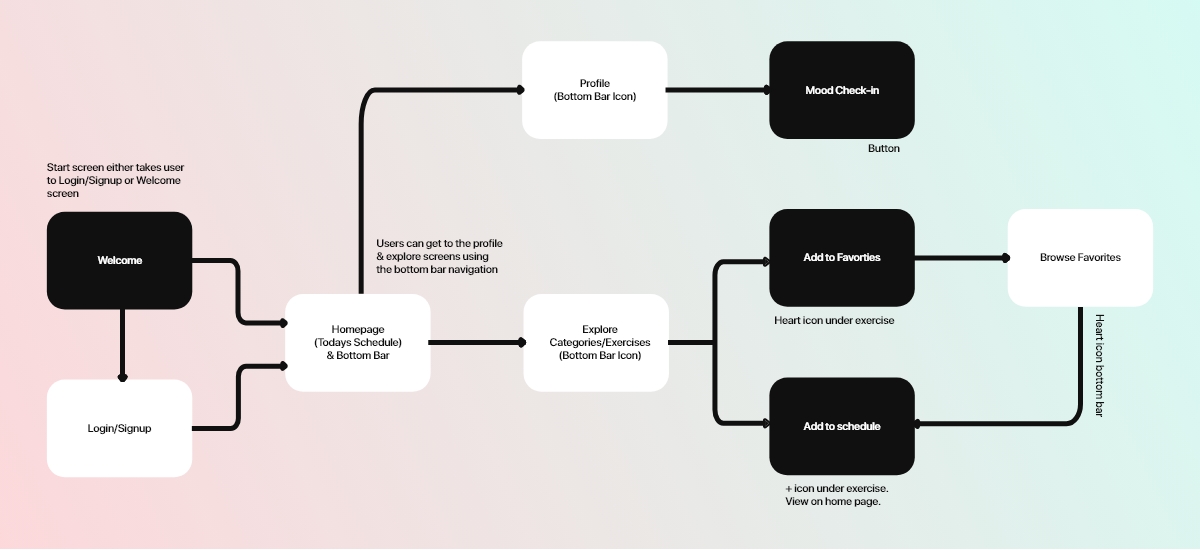 Profile
(Bottom Bar Icon)
Mood Check-in
Button
Start screen either takes user
to Login/Signup or Welcome
screen
Welcome
Users can get to the profile
& explore screens using
the bottom bar navigation
Add to Favorties
Browse Favorites
Heart icon under exercise
Heart icon bottom bar
Homepage
(Todays Schedule)
& Bottom Bar
Explore
Categories/Exercises
(Bottom Bar Icon)
Login/Signup
Add to schedule
+ icon under exercise.
View on home page.